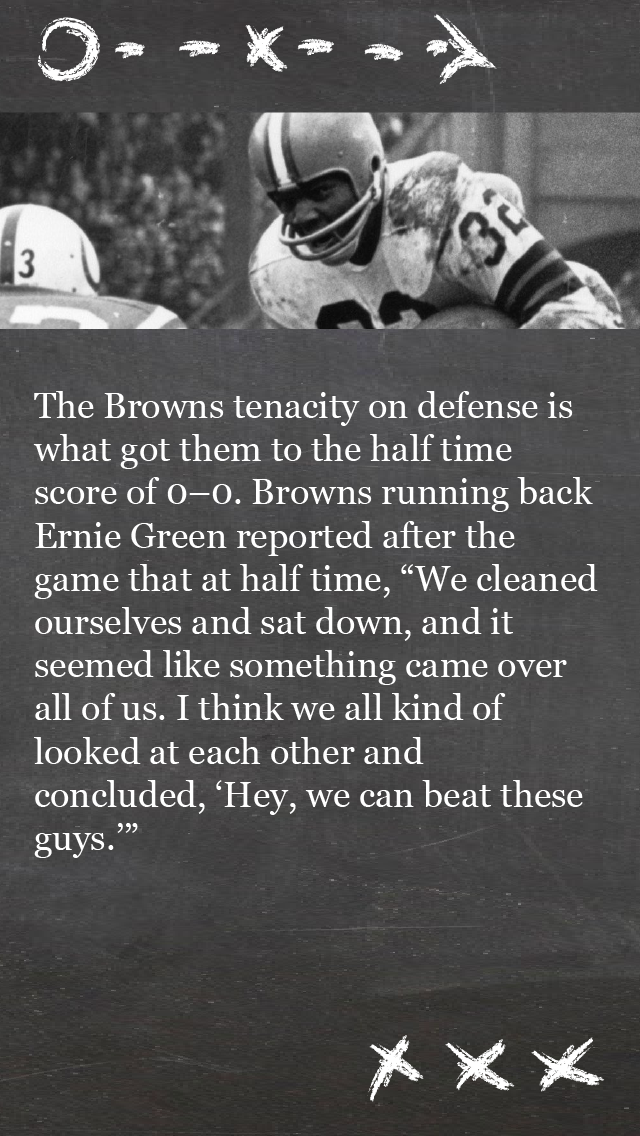 3
32
The Browns tenacity on defense is
what got them to the half time
score of 0–0. Browns running back
Ernie Green reported after the
game that at half time, “We cleaned
ourselves and sat down, and it
seemed like something came over
all of us. I think we all kind of
looked at each other and
concluded, ‘Hey, we can beat these
guys.’”